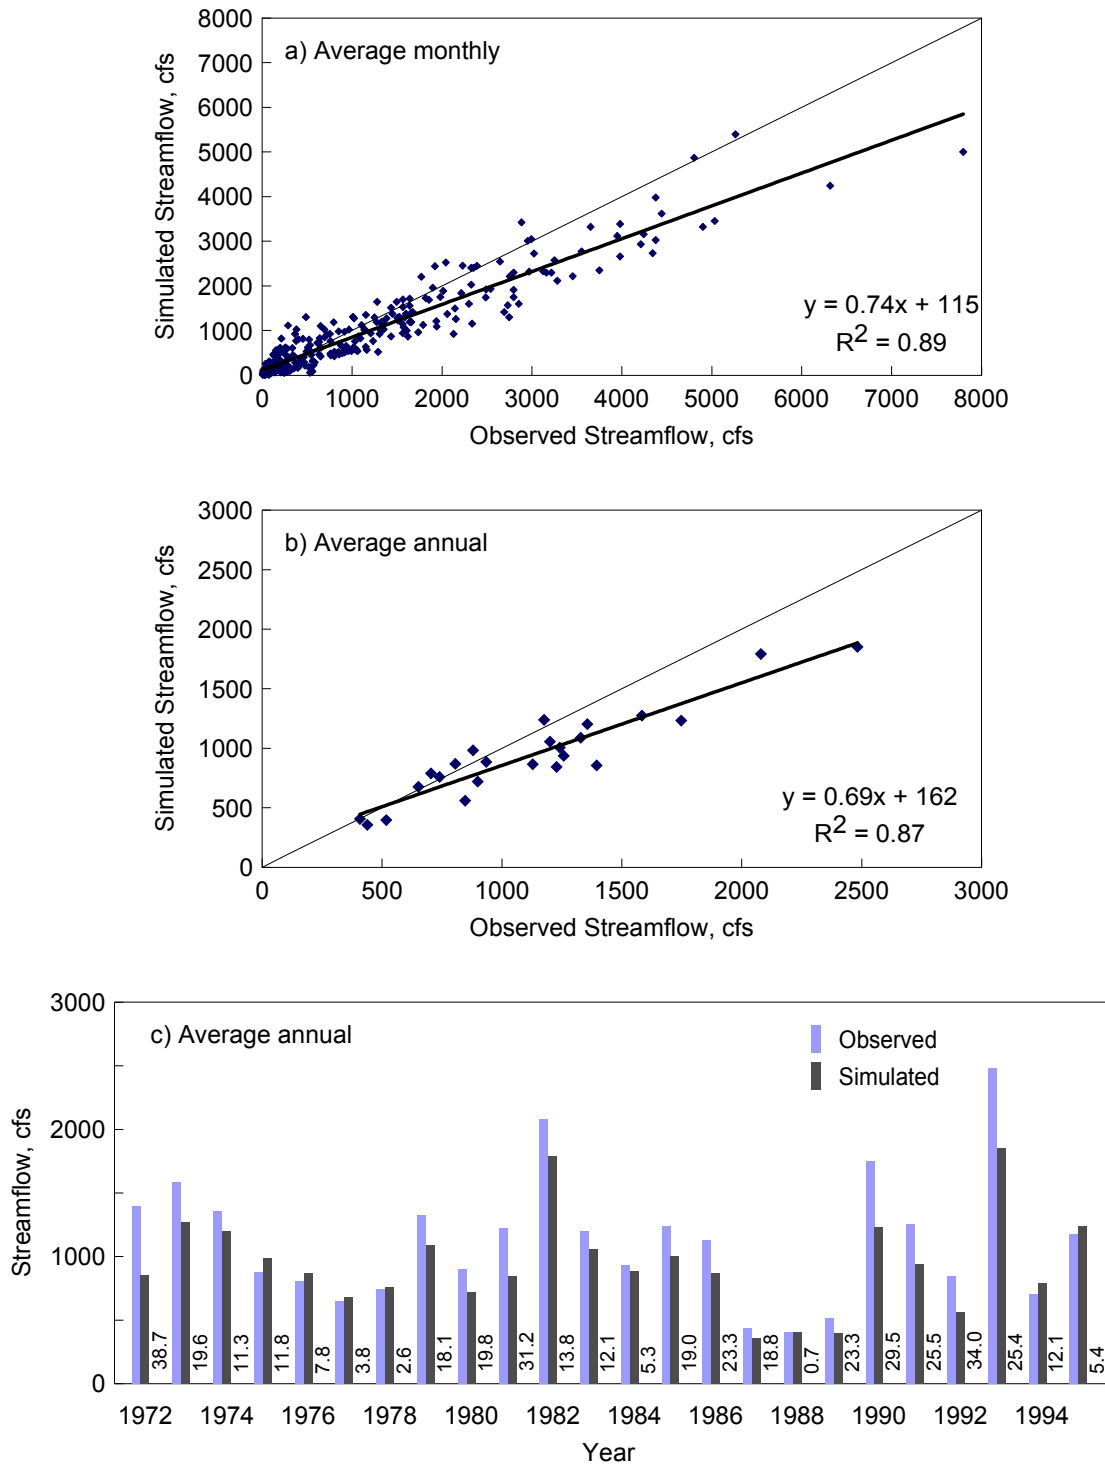 8000
a) Average monthly
7000
6000
5000
4000
3000
2000
1000
0
Simulated Streamflow, cfs
y = 0.74x + 115
R2 = 0.89
0 1000 2000 3000 4000 5000 6000 7000 8000
Observed Streamflow, cfs
3000
b) Average annual
2500
2000
1500
1000
500
0
Simulated Streamflow, cfs
y = 0.69x + 162
R2 = 0.87
0 500 1000 1500 2000 2500 3000
Observed Streamflow, cfs
3000
c) Average annual
Observed
Simulated
2000
1000
0
Streamflow, cfs
38.7 19.6 11.3 11.8 7.8 3.8 2.6 18.1 19.8 31.2 13.8 12.1 5.3 19.0 23.3 18.8 0.7 23.3 29.5 25.5 34.0 25.4 12.1 5.4
1972 1974 1976 1978 1980 1982 1984 1986 1988 1990 1992 1994
Year